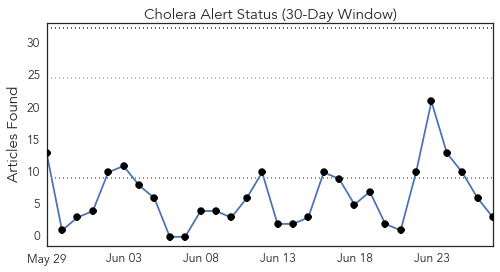 Cholera Alert Status (30-Day Window)
Articles Found
30
25
20
15
10
5
0
May 29
Jun 03
Jun 08
Jun 13
Jun 18
Jun 23